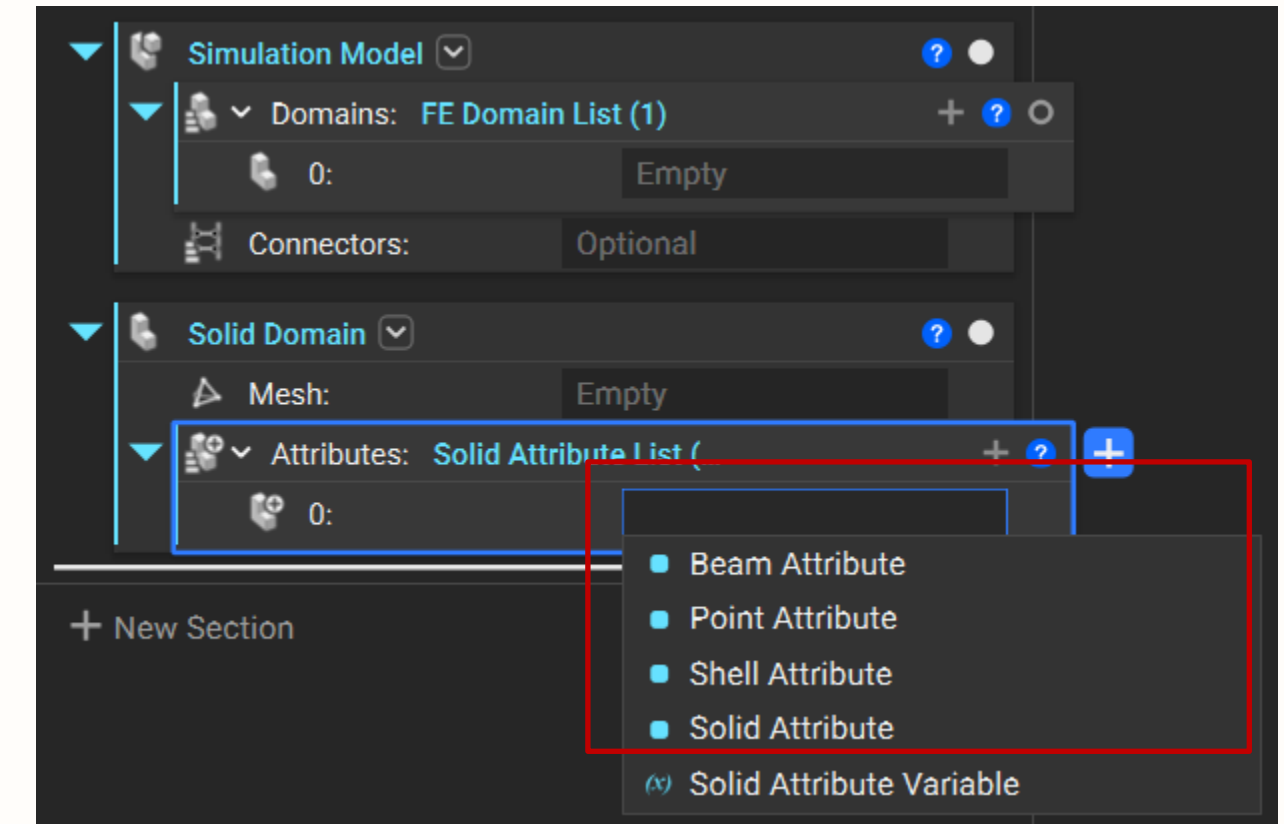 Simulation Model ?
Domains: FE Domain List (1) + ?
0: Empty
Connectors: Optional
Solid Domain ?
Mesh: Empty
Attributes: Solid Attribute List (... + ? +
0:
Beam Attribute
Point Attribute
+ New Section
Shell Attribute
Solid Attribute
(x) Solid Attribute Variable